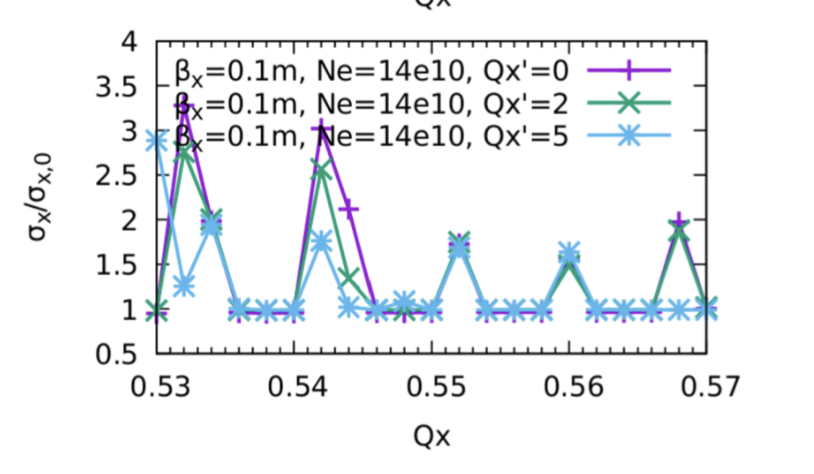 Qx
4
3.5
3
2.5
2
1.5
1
0.5
σx/σx,0
βx=0.1m, Ne=14e10, Qx'=0
βx=0.1m, Ne=14e10, Qx'=2
βx=0.1m, Ne=14e10, Qx'=5
0.53 0.54 0.55 0.56 0.57
Qx